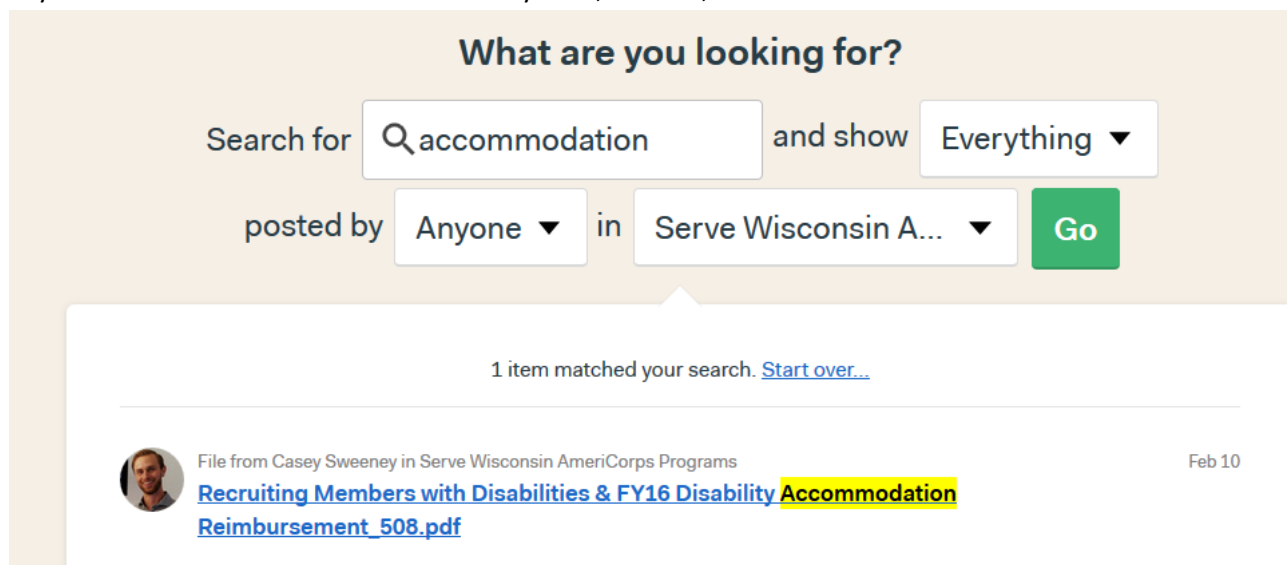 What are you looking for?
Search for accommodation and show Everything
posted by Anyone in Serve Wisconsin A... Go
1 item matched your search. Start over...
File from Casey Sweeney in Serve Wisconsin AmeriCorps Programs Feb 10
Recruiting Members with Disabilities & FY16 Disability Accommodation
Reimbursement_508.pdf